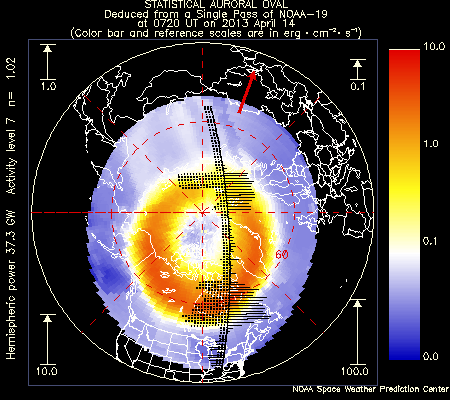 STATISTICAL AURORAL OVAL
Deduced from a Single Pass of NOAA-19
at 0720 UT on 2013 April 14
(Color bar and reference scales are in erg · cm⁻² · s⁻¹)
Hemispheric power 37.3 GW Activity level 7 n= 1.02
1.0
0.1
10.0
100.0
60
10.0
1.0
0.1
0.0
NOAA Space Weather Prediction Center